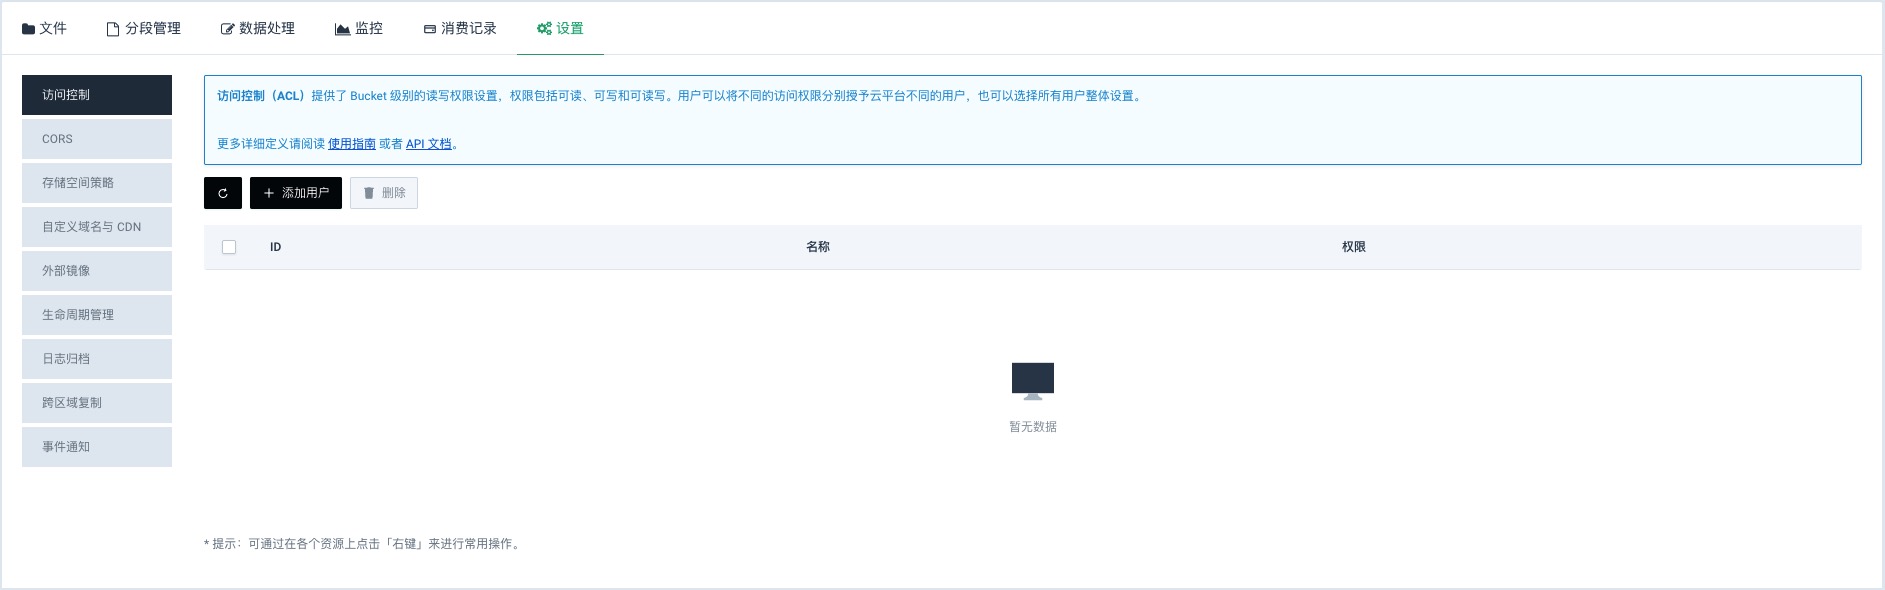 文件 分段管理 数据处理 监控 消费记录 设置
访问控制
CORS
存储空间策略
自定义域名与 CDN
外部镜像
生命周期管理
日志归档
跨区域复制
事件通知
访问控制（ACL）提供了 Bucket 级别的读写权限设置，权限包括可读、可写和可读写。用户可以将不同的访问权限分别授予云平台不同的用户，也可以选择所有用户整体设置。
更多详细定义请阅读 使用指南 或者 API 文档。
添加用户 删除
ID 名称 权限
暂无数据
* 提示：可通过在各个资源上点击「右键」来进行常用操作。